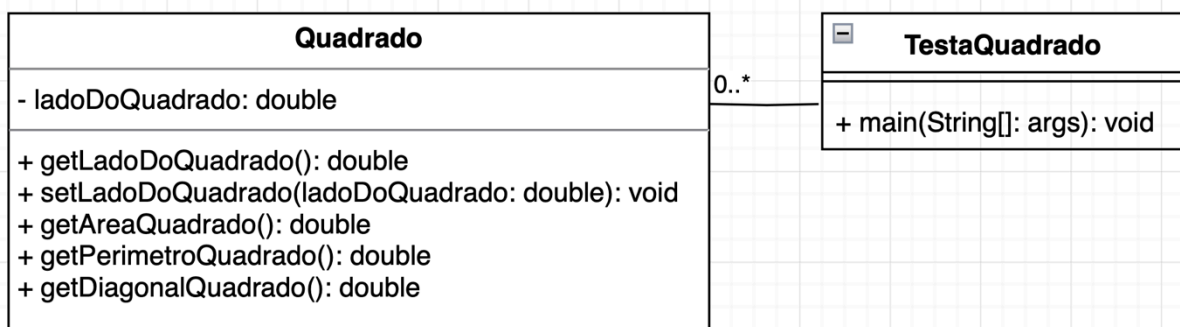 Quadrado
- ladoDoQuadrado: double
+ getLadoDoQuadrado(): double
+ setLadoDoQuadrado(ladoDoQuadrado: double): void
+ getAreaQuadrado(): double
+ getPerimetroQuadrado(): double
+ getDiagonalQuadrado(): double
0..*
TestaQuadrado
+ main(String[]: args): void